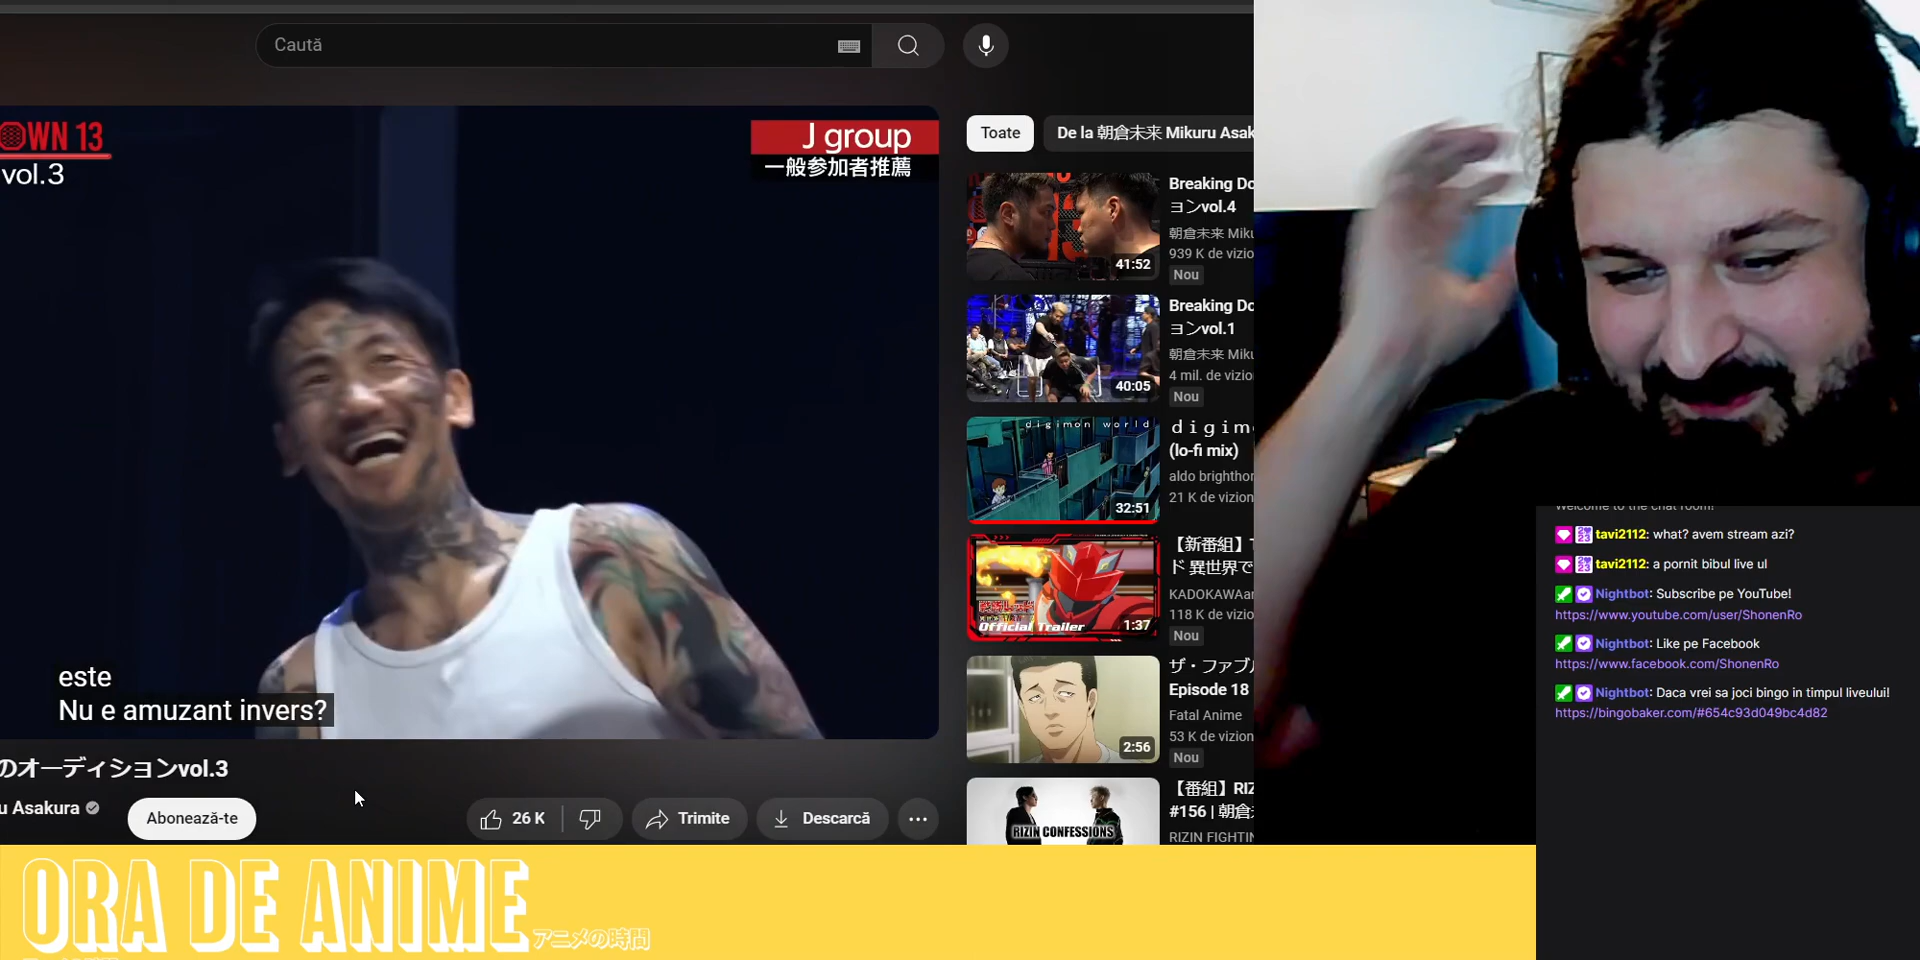 Caută
WN 13
vol.3
J group
一般参加者推薦
este
Nu e amuzant invers?
のオーディションvol.3
u Asakura
Abonează-te
26 K
Trimite
Descarcă
Toate
De la 朝倉未来 Mikuru Asak
Breaking Do
ョンvol.4
朝倉未来 Miku
939 K de vizio
Nou
41:52
Breaking Do
ョンvol.1
朝倉未来 Miku
4 mil. de vizio
Nou
40:05
digimon world
ｄｉｇｉｍｏ
(lo-fi mix)
aldo brighthor
21 K de vizion
32:51
【新番組】
ド 異世界で
KADOKAWAan
118 K de vizio
Nou
Official Trailer
1:37
ザ・ファブル
Episode 18
Fatal Anime
53 K de vizion
Nou
2:56
【番組】RIZ
#156 | 朝倉
RIZIN FIGHTIN
RIZIN CONFESSIONS
Welcome to the chat room!
tavi2112: what? avem stream azi?
tavi2112: a pornit bibul live ul
Nightbot: Subscribe pe YouTube!
https://www.youtube.com/user/ShonenRo
Nightbot: Like pe Facebook
https://www.facebook.com/ShonenRo
Nightbot: Daca vrei sa joci bingo in timpul liveului!
https://bingobaker.com/#654c93d049bc4d82
ORA DE ANIME
アニメの時間